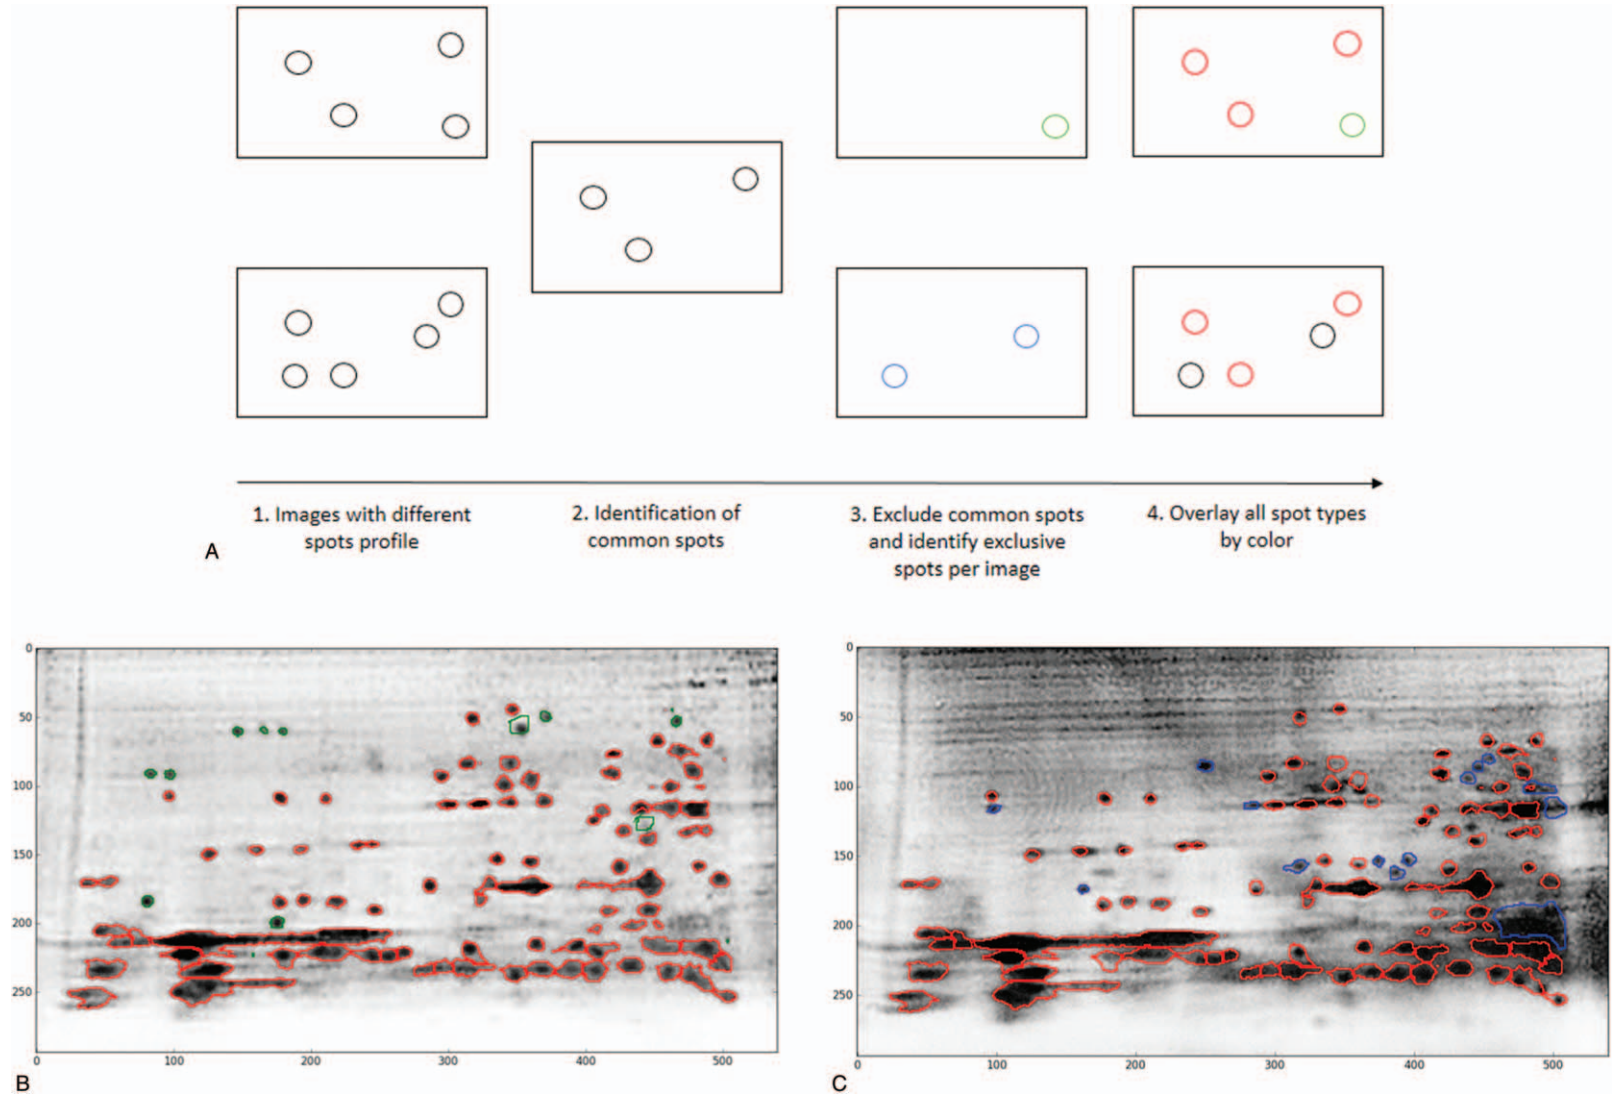 1. Images with different
spots profile
2. Identification of
common spots
3. Exclude common spots
and identify exclusive
spots per image
4. Overlay all spot types
by color
A
0
50
100
150
200
250
0 100 200 300 400 500
B
0
50
100
150
200
250
0 100 200 300 400 500
C